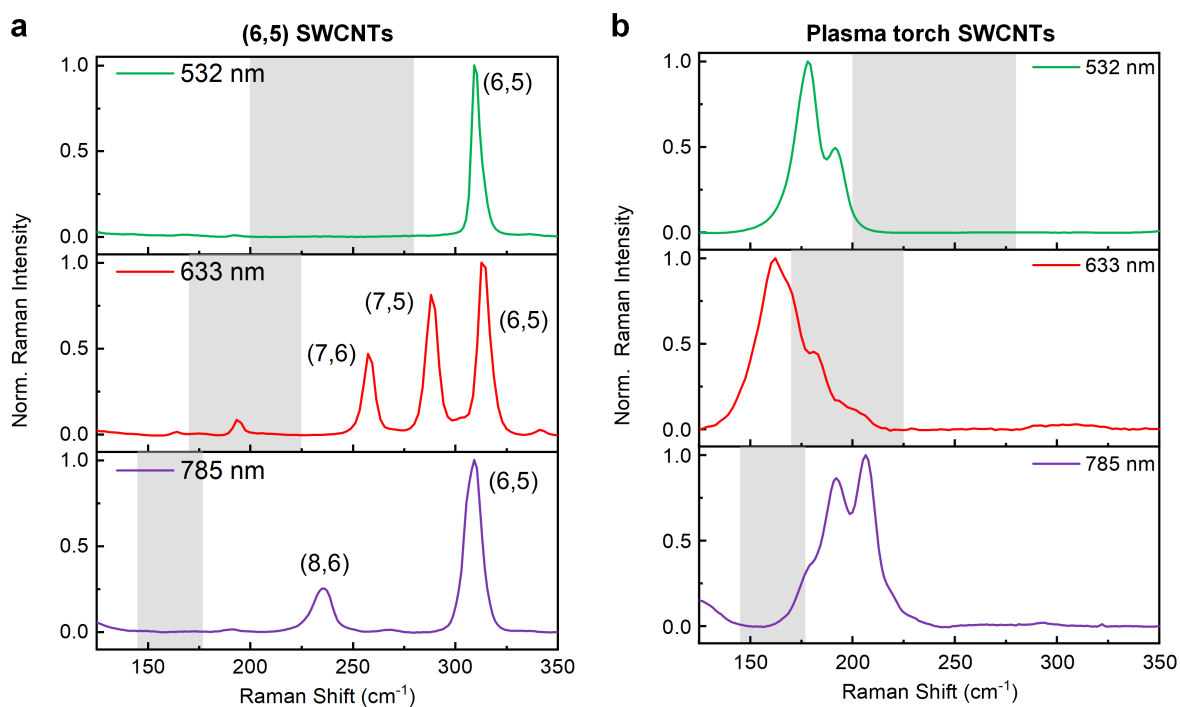 a
(6,5) SWCNTs
532 nm
(6,5)
1.0
0.5
0.0
633 nm
(7,6)
(7,5)
(6,5)
1.0
0.5
0.0
785 nm
(8,6)
(6,5)
1.0
0.5
0.0
Norm. Raman Intensity
150 200 250 300 350
Raman Shift (cm⁻¹)
b
Plasma torch SWCNTs
532 nm
1.0
0.5
0.0
633 nm
1.0
0.5
0.0
785 nm
1.0
0.5
0.0
Norm. Raman Intensity
150 200 250 300 350
Raman Shift (cm⁻¹)